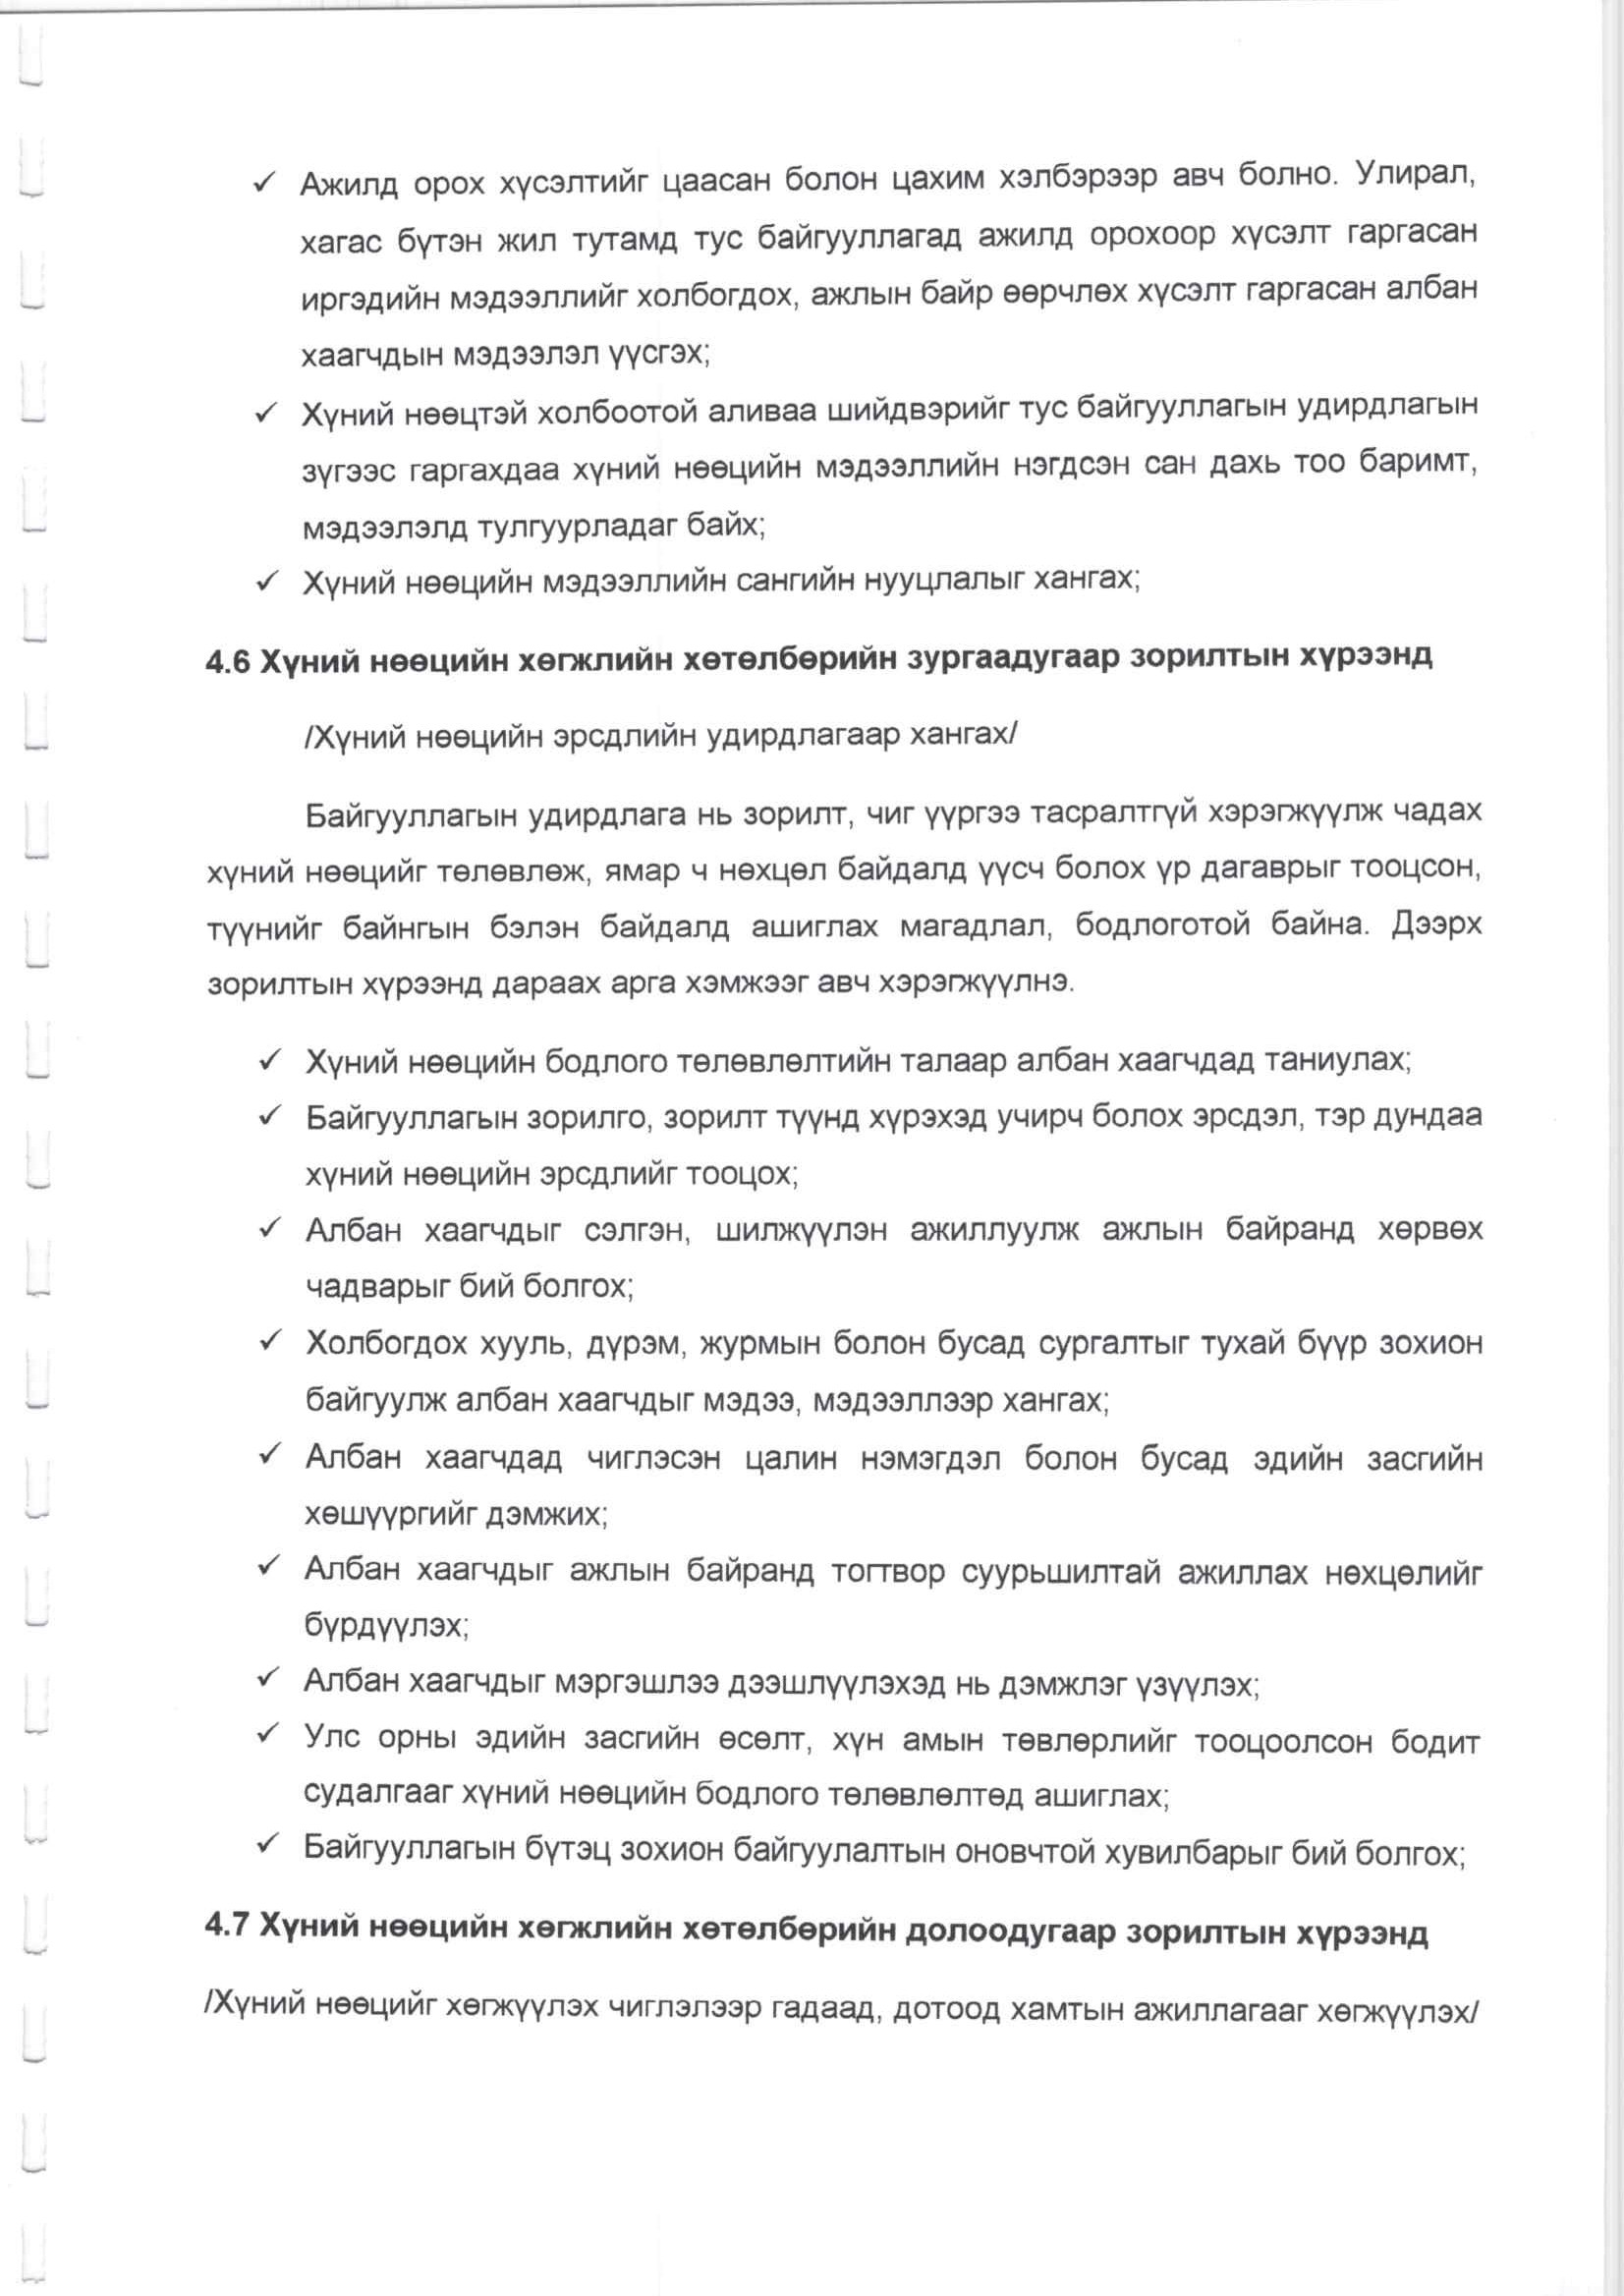 ✓ Ажилд орох хүсэлтийг цаасан болон цахим хэлбэрээр авч болно. Улирал,
хагас бүтэн жил тутамд тус байгууллагад ажилд орохоор хүсэлт гаргасан
иргэдийн мэдээллийг холбогдох, ажлын байр өөрчлөх хүсэлт гаргасан албан
хаагчдын мэдээлэл үүсгэх;
✓ Хүний нөөцтэй холбоотой аливаа шийдвэрийг тус байгууллагын удирдлагын
зүгээс гаргахдаа хүний нөөцийн мэдээллийн нэгдсэн сан дахь тоо баримт,
мэдээлэлд тулгуурладаг байх;
✓ Хүний нөөцийн мэдээллийн сангийн нууцлалыг хангах;
4.6 Хүний нөөцийн хөгжлийн хөтөлбөрийн зургаадугаар зорилтын хүрээнд
/Хүний нөөцийн эрсдлийн удирдлагаар хангах/
Байгууллагын удирдлага нь зорилт, чиг үүргээ тасралтгүй хэрэгжүүлж чадах
хүний нөөцийг төлөвлөж, ямар ч нөхцөл байдалд үүсч болох үр дагаврыг тооцсон,
түүнийг байнгын бэлэн байдалд ашиглах магадлал, бодлоготой байна. Дээрх
зорилтын хүрээнд дараах арга хэмжээг авч хэрэгжүүлнэ.
✓ Хүний нөөцийн бодлого төлөвлөлтийн талаар албан хаагчдад таниулах;
✓ Байгууллагын зорилго, зорилт түүнд хүрэхэд учирч болох эрсдэл, тэр дундаа
хүний нөөцийн эрсдлийг тооцох;
✓ Албан хаагчдыг сэлгэн, шилжүүлэн ажиллуулж ажлын байранд хөрвөх
чадварыг бий болгох;
✓ Холбогдох хууль, дүрэм, журмын болон бусад сургалтыг тухай бүүр зохион
байгуулж албан хаагчдыг мэдээ, мэдээллээр хангах;
✓ Албан хаагчдад чиглэсэн цалин нэмэгдэл болон бусад эдийн засгийн
хөшүүргийг дэмжих;
✓ Албан хаагчдыг ажлын байранд тогтвор суурьшилтай ажиллах нөхцөлийг
бүрдүүлэх;
✓ Албан хаагчдыг мэргэшлээ дээшлүүлэхэд нь дэмжлэг үзүүлэх;
✓ Улс орны эдийн засгийн өсөлт, хүн амын төвлөрлийг тооцоолсон бодит
судалгааг хүний нөөцийн бодлого төлөвлөлтөд ашиглах;
✓ Байгууллагын бүтэц зохион байгуулалтын оновчтой хувилбарыг бий болгох;
4.7 Хүний нөөцийн хөгжлийн хөтөлбөрийн долоодугаар зорилтын хүрээнд
/Хүний нөөцийг хөгжүүлэх чиглэлээр гадаад, дотоод хамтын ажиллагааг хөгжүүлэх/